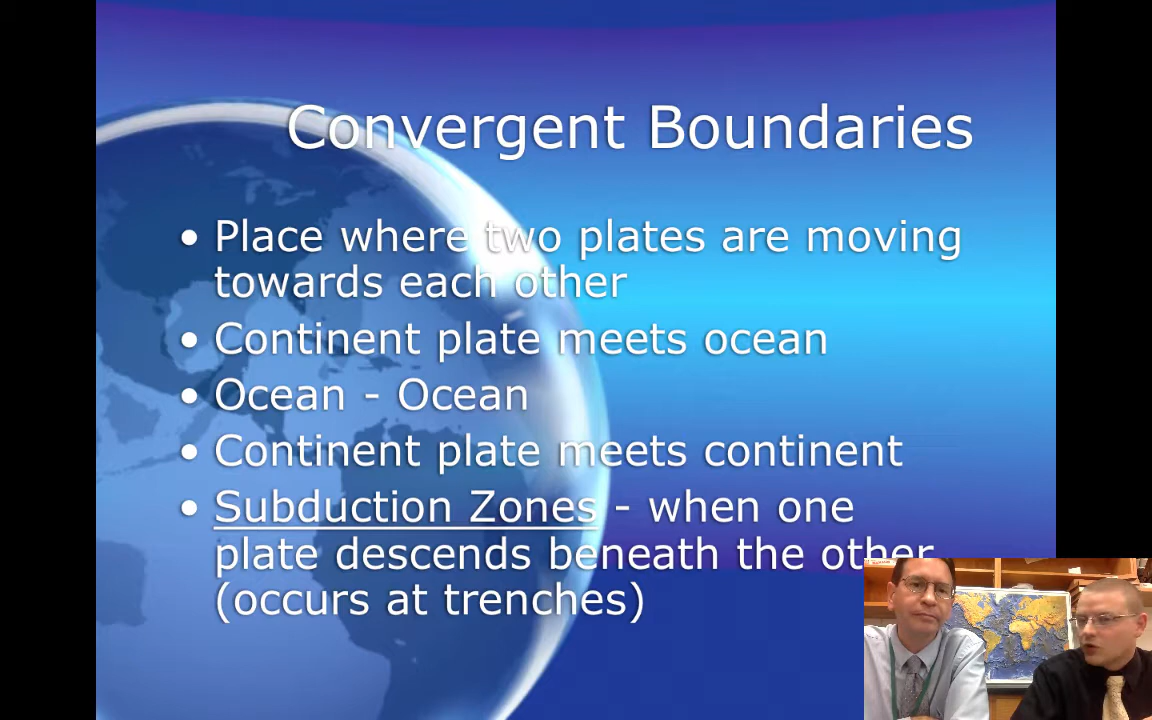 Convergent Boundaries
• Place where two plates are moving
towards each other
• Continent plate meets ocean
• Ocean - Ocean
• Continent plate meets continent
• Subduction Zones - when one
plate descends beneath the other
(occurs at trenches)